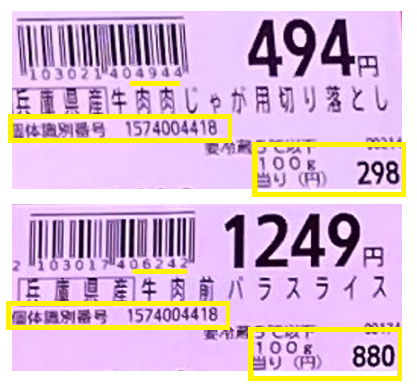 494円
103021404944
兵庫県産牛肉肉じゃが用切り落とし
個体識別番号 1574004418
100g
当り (円) 298
1249円
2 103017406242
兵庫県産牛肉前バラスライス
個体識別番号 1574004418
100g
当り (円) 880